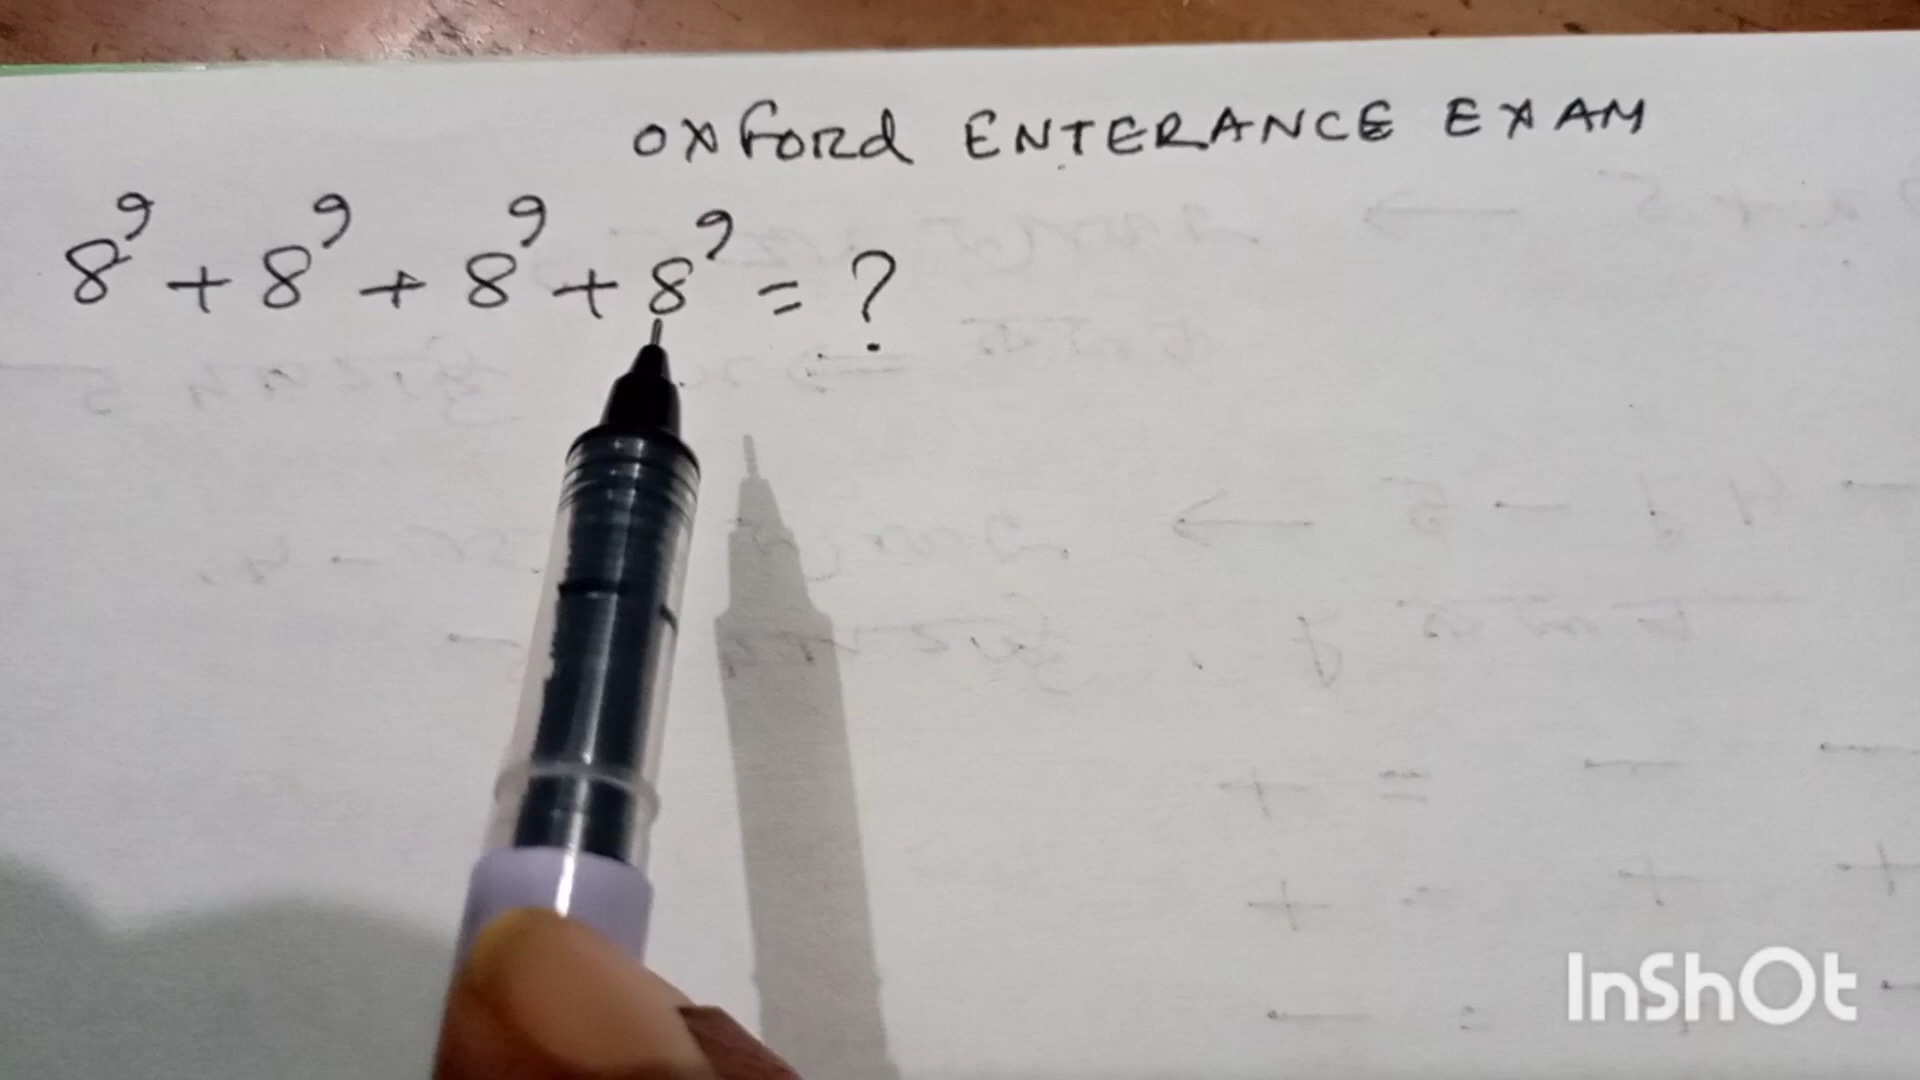 Oxford ENTERANCE EXAM
8⁹ + 8⁹ + 8⁹ + 8⁹ = ?
InShOt